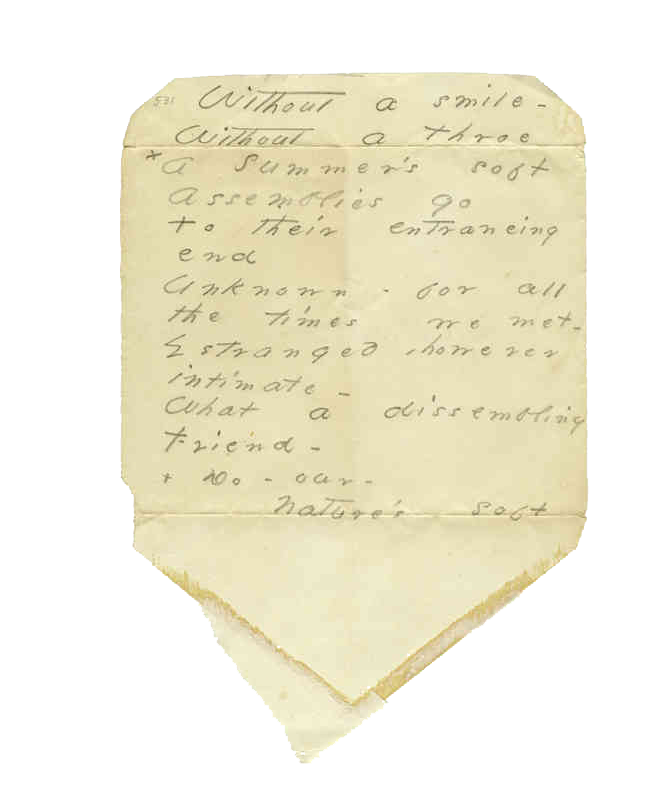 531
Without a smile -
Without a throe
+ A Summer's soft
Assemblies go
to their entrancing
end
Unknown - for all
the times we met -
Estranged, however
intimate -
What a dissembling
Friend -
+ Do - our -
Nature's soft